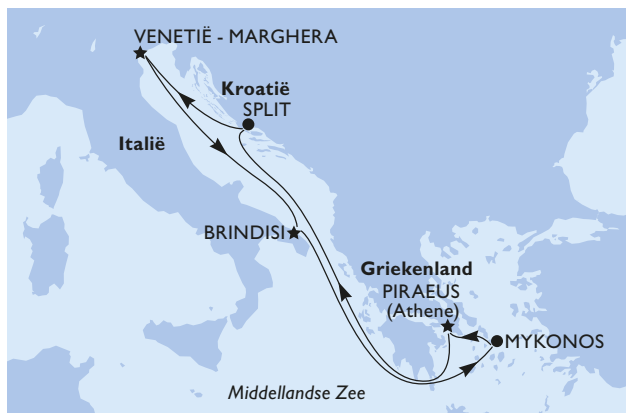 VENETIË - MARGHERA
Kroatië
SPLIT
Italië
BRINDISI
Griekenland
PIRAEUS
(Athene)
MYKONOS
Middellandse Zee